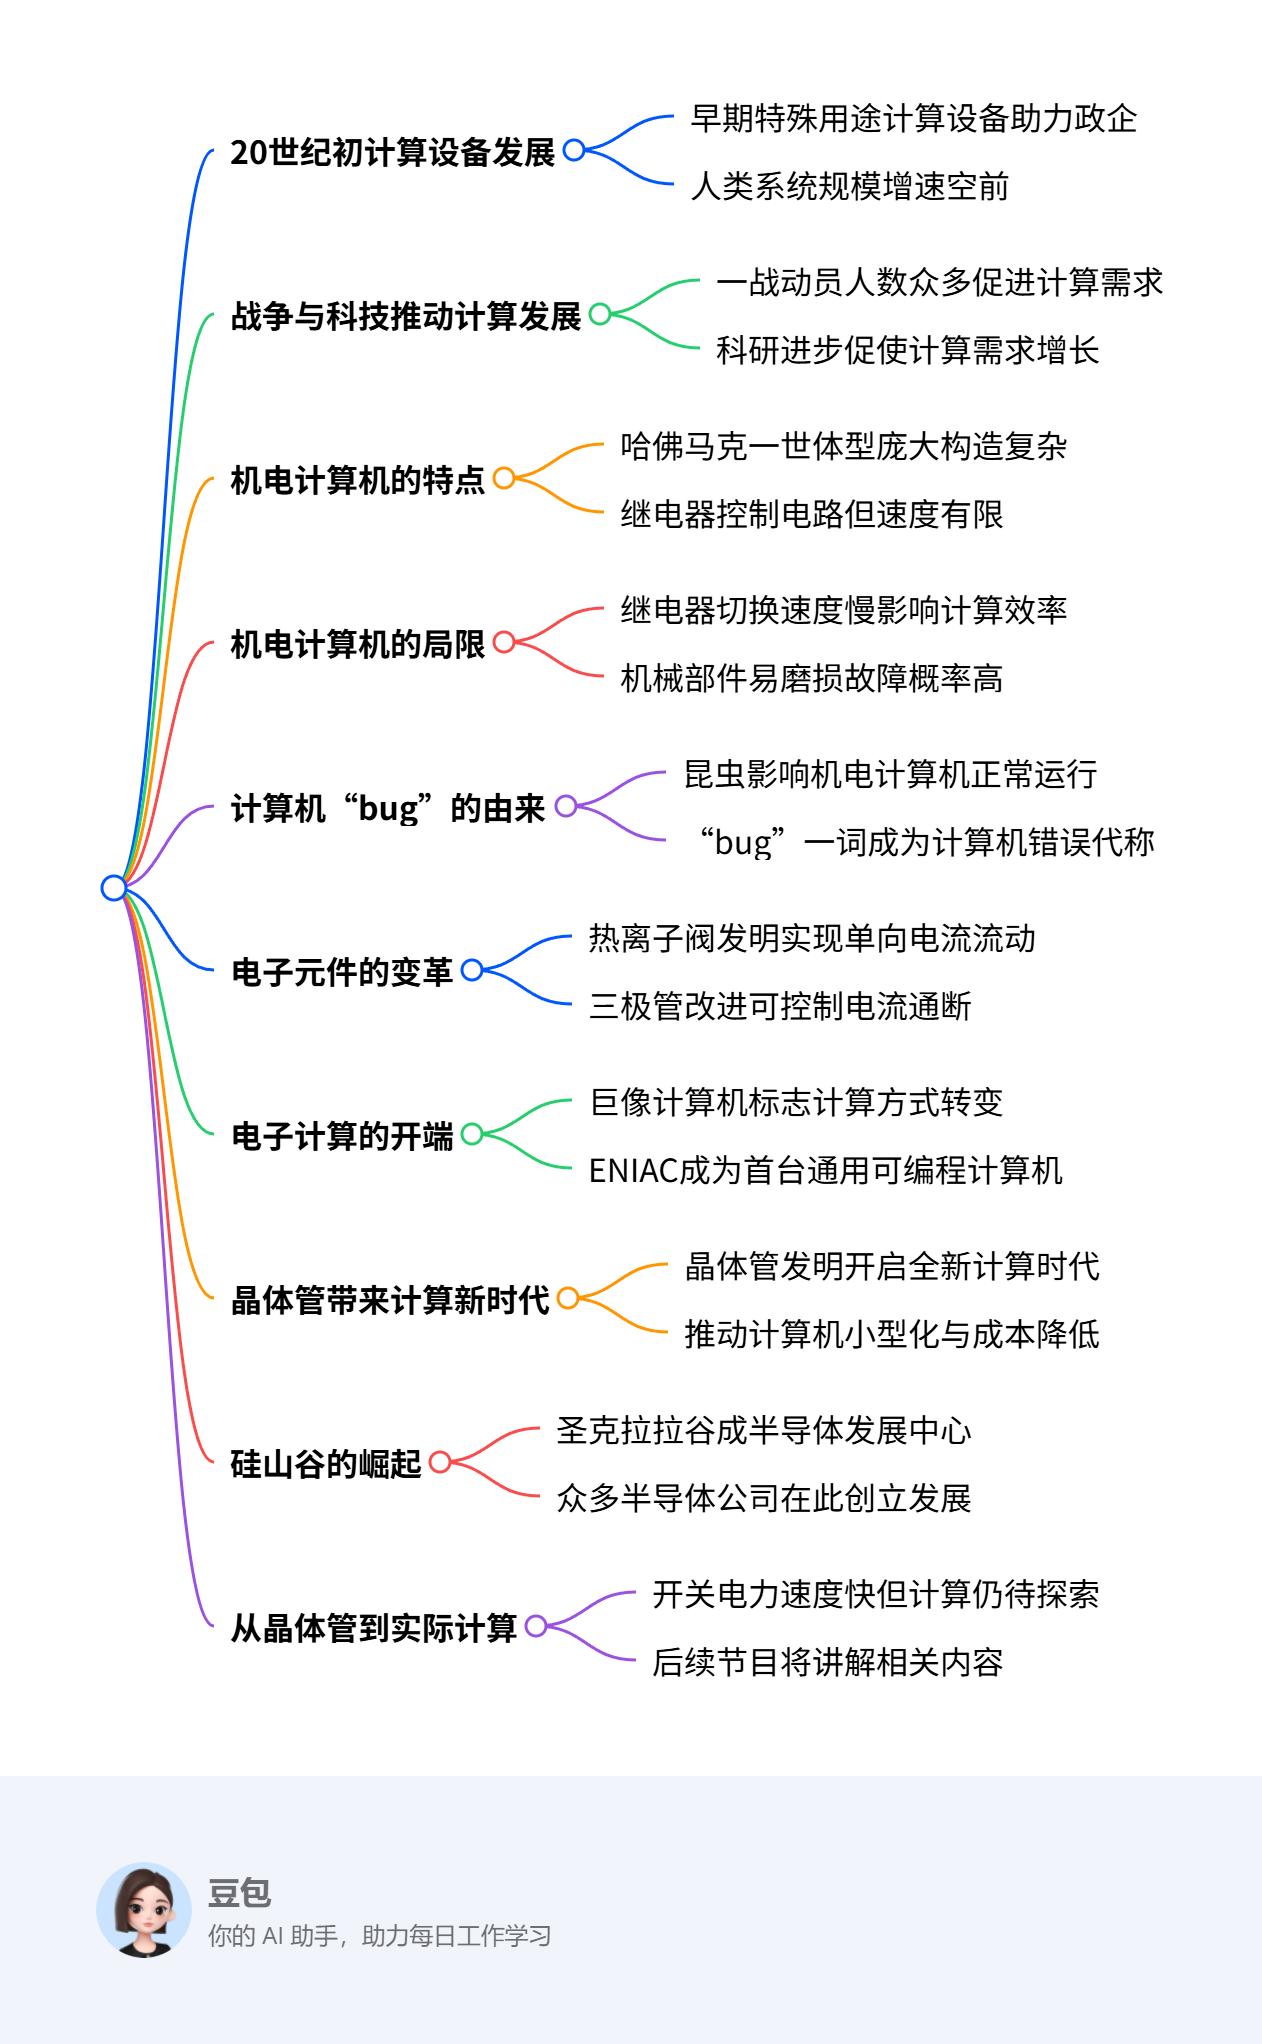 20世纪初计算设备发展
早期特殊用途计算设备助力政企
人类系统规模增速空前
战争与科技推动计算发展
一战动员人数众多促进计算需求
科研进步促使计算需求增长
机电计算机的特点
哈佛马克一世体型庞大构造复杂
继电器控制电路但速度有限
机电计算机的局限
继电器切换速度慢影响计算效率
机械部件易磨损故障概率高
计算机“bug”的由来
昆虫影响机电计算机正常运行
“bug”一词成为计算机错误代称
电子元件的变革
热离子阀发明实现单向电流流动
三极管改进可控制电流通断
电子计算的开端
巨像计算机标志计算方式转变
ENIAC成为首台通用可编程计算机
晶体管带来计算新时代
晶体管发明开启全新计算时代
推动计算机小型化与成本降低
硅山谷的崛起
圣克拉拉谷成半导体发展中心
众多半导体公司在此创立发展
从晶体管到实际计算
开关电力速度快但计算仍待探索
后续节目将讲解相关内容
豆包
你的 AI 助手，助力每日工作学习